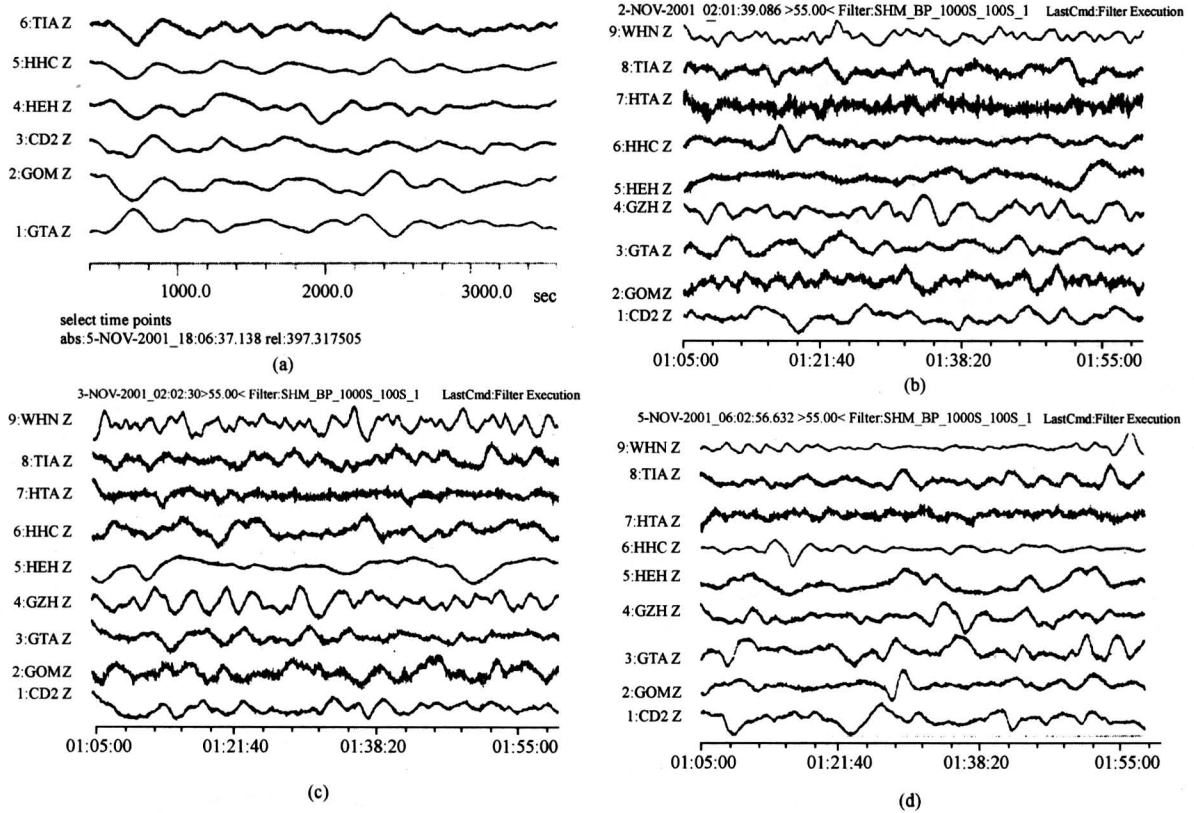 6:TIA Z
5:HHC Z
4:HEH Z
3:CD2 Z
2:GOM Z
1:GTA Z
1000.0 2000.0 3000.0 sec
select time points
abs:5-NOV-2001_18:06:37.138 rel:397.317505
(a)
2-NOV-2001_02:01:39.086 >55.00< Filter:SHM_BP_1000S_100S_1 LastCmd:Filter Execution
9:WHN Z
8:TIA Z
7:HTA Z
6:HHC Z
5:HEH Z
4:GZH Z
3:GTA Z
2:GOMZ
1:CD2 Z
01:05:00 01:21:40 01:38:20 01:55:00
(b)
3-NOV-2001_02:02:30>55.00< Filter:SHM_BP_1000S_100S_1 LastCmd:Filter Execution
9:WHN Z
8:TIA Z
7:HTA Z
6:HHC Z
5:HEH Z
4:GZH Z
3:GTA Z
2:GOMZ
1:CD2 Z
01:05:00 01:21:40 01:38:20 01:55:00
(c)
5-NOV-2001_06:02:56.632 >55.00< Filter:SHM_BP_1000S_100S_1 LastCmd:Filter Execution
9:WHN Z
8:TIA Z
7:HTA Z
6:HHC Z
5:HEH Z
4:GZH Z
3:GTA Z
2:GOMZ
1:CD2 Z
01:05:00 01:21:40 01:38:20 01:55:00
(d)